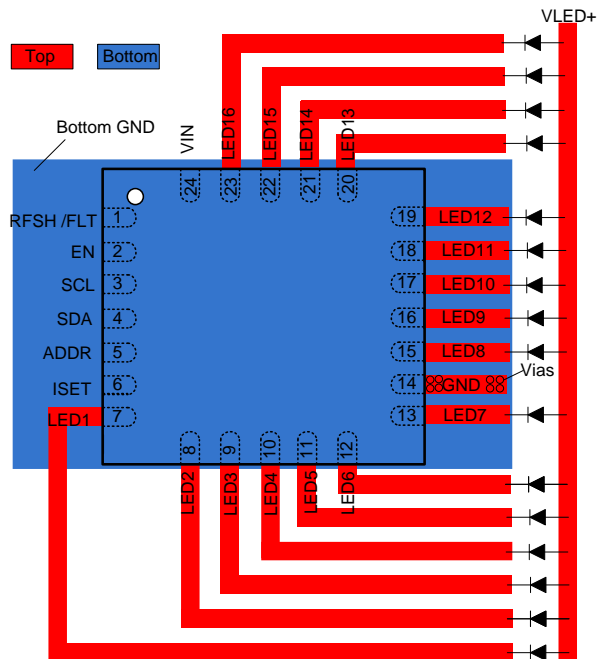 VLED+
Top
Bottom
Bottom GND
VIN
LED16
LED15
LED14
LED13
24
23
22
21
20
RFSH /FLT
1
EN
2
SCL
3
SDA
4
ADDR
5
ISET
6
LED1
7
19
LED12
18
LED11
17
LED10
16
LED9
15
LED8
Vias
14
GND
13
LED7
8
9
10
11
12
LED2
LED3
LED4
LED5
LED6